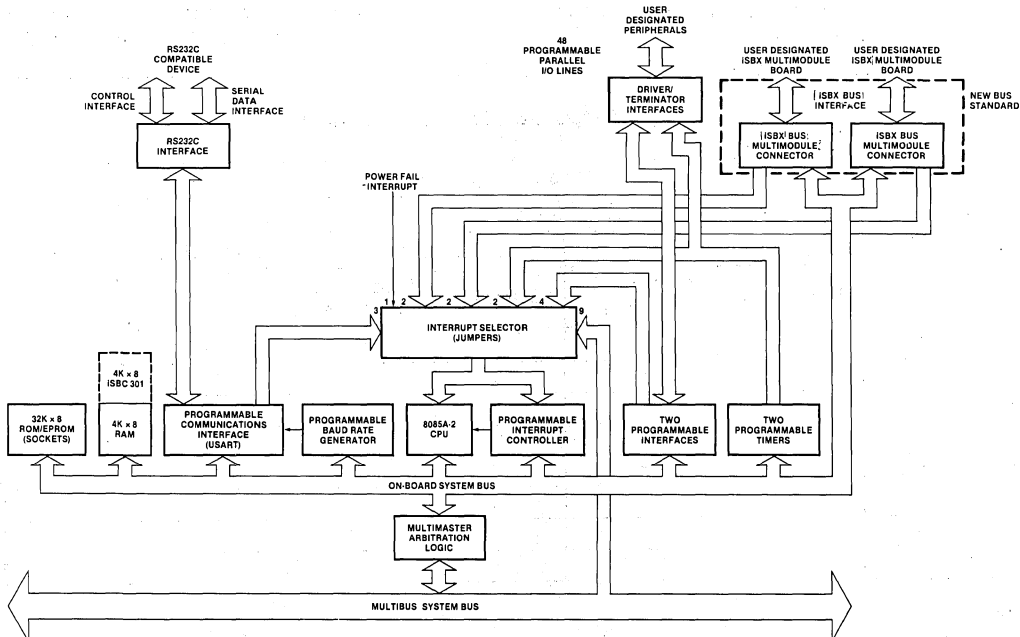 USER
DESIGNATED
PERIPHERALS
48
PROGRAMMABLE
PARALLEL
I/O LINES
RS232C
COMPATIBLE
DEVICE
USER DESIGNATED
iSBX MULTIMODULE
BOARD
USER DESIGNATED
iSBX MULTIMODULE
BOARD
CONTROL
INTERFACE
SERIAL
DATA
INTERFACE
DRIVER/
TERMINATOR
INTERFACES
iSBX BUS
INTERFACE
NEW BUS
STANDARD
RS232C
INTERFACE
iSBX BUS
MULTIMODULE
CONNECTOR
iSBX BUS
MULTIMODULE
CONNECTOR
POWER FAIL
INTERRUPT
3
1
2
2
2
4
9
INTERRUPT SELECTOR
(JUMPERS)
4K × 8
iSBC 301
32K × 8
ROM/EPROM
(SOCKETS)
4K × 8
RAM
PROGRAMMABLE
COMMUNICATIONS
INTERFACE
(USART)
PROGRAMMABLE
BAUD RATE
GENERATOR
8085A-2
CPU
PROGRAMMABLE
INTERRUPT
CONTROLLER
TWO
PROGRAMMABLE
INTERFACES
TWO
PROGRAMMABLE
TIMERS
ON-BOARD SYSTEM BUS
MULTIMASTER
ARBITRATION
LOGIC
MULTIBUS SYSTEM BUS